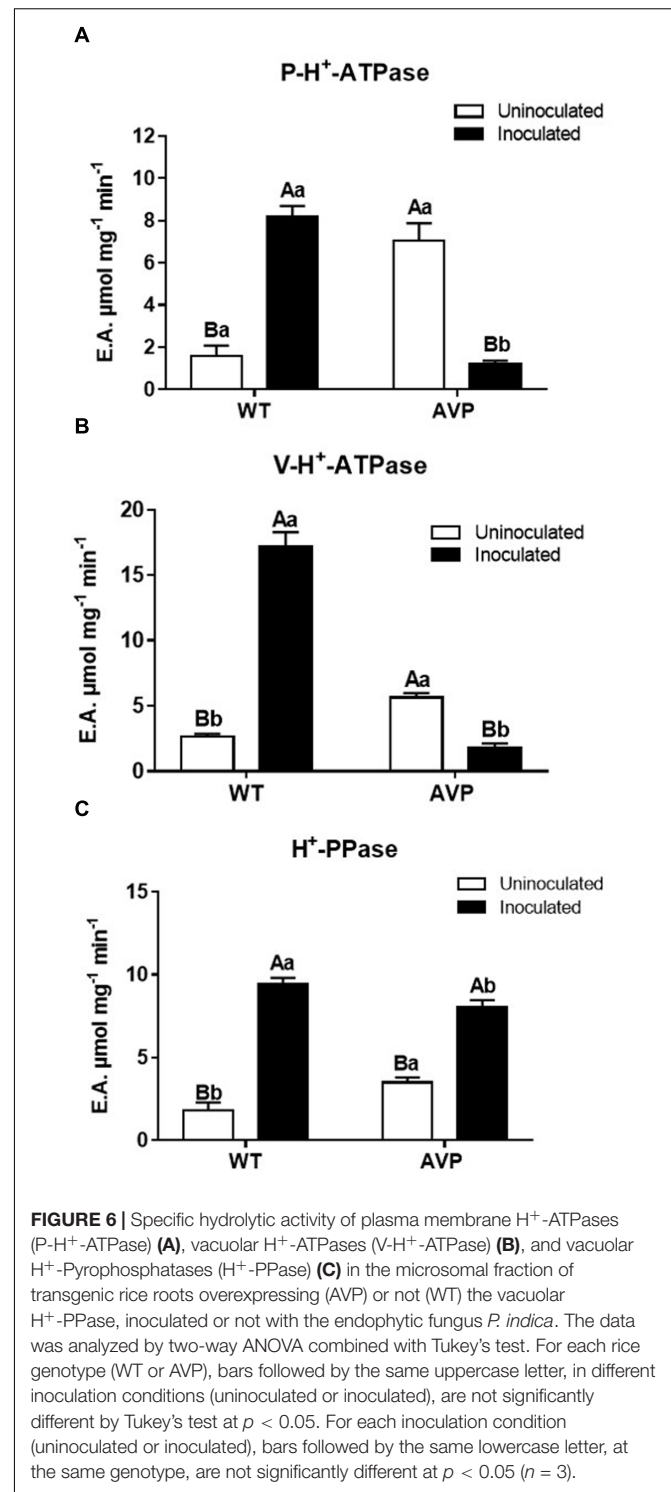 A
P-H⁺-ATPase
Uninoculated
Inoculated
E.A. µmol mg⁻¹ min⁻¹
12
10
8
6
4
2
0
Ba
Aa
Aa
Bb
WT
AVP
B
V-H⁺-ATPase
Uninoculated
Inoculated
E.A. µmol mg⁻¹ min⁻¹
20
15
10
5
0
Bb
Aa
Aa
Bb
WT
AVP
C
H⁺-PPase
Uninoculated
Inoculated
E.A. µmol mg⁻¹ min⁻¹
15
10
5
0
Bb
Aa
Ba
Ab
WT
AVP
FIGURE 6 | Specific hydrolytic activity of plasma membrane H⁺-ATPases
(P-H⁺-ATPase) (A), vacuolar H⁺-ATPases (V-H⁺-ATPase) (B), and vacuolar
H⁺-Pyrophosphatases (H⁺-PPase) (C) in the microsomal fraction of
transgenic rice roots overexpressing (AVP) or not (WT) the vacuolar
H⁺-PPase, inoculated or not with the endophytic fungus P. indica. The data
was analyzed by two-way ANOVA combined with Tukey's test. For each rice
genotype (WT or AVP), bars followed by the same uppercase letter, in different
inoculation conditions (uninoculated or inoculated), are not significantly
different by Tukey's test at p < 0.05. For each inoculation condition
(uninoculated or inoculated), bars followed by the same lowercase letter, at
the same genotype, are not significantly different at p < 0.05 (n = 3).